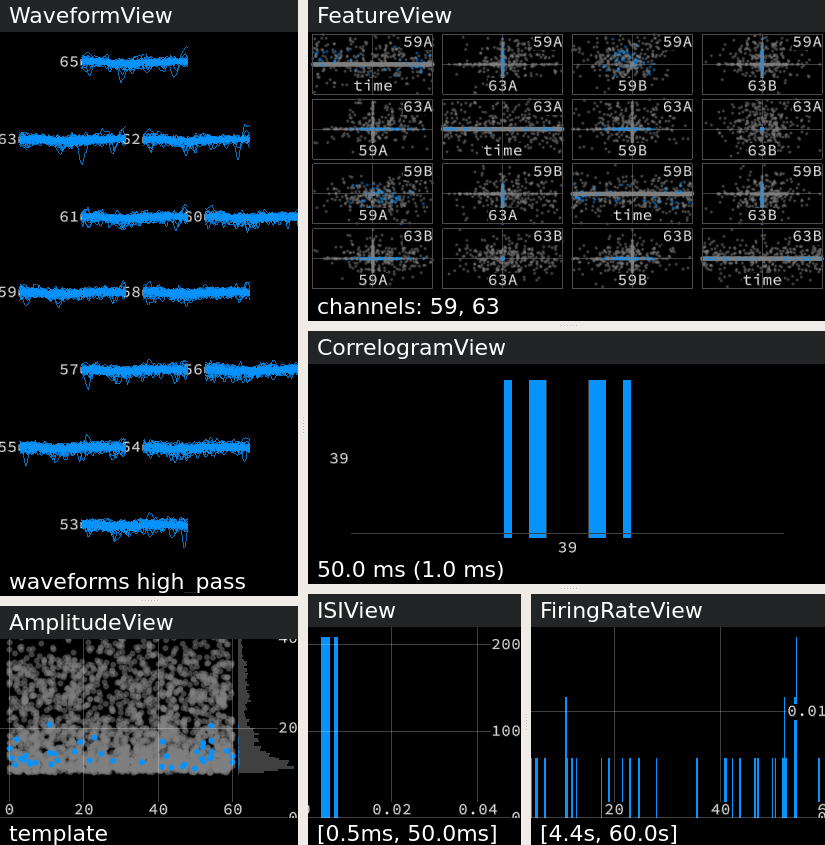 WaveformView
65
63
62
61
60
59
58
57
56
55
54
53
waveforms high_pass
FeatureView
59A
time
59A
63A
59A
59B
59A
63B
63A
59A
63A
time
63A
59B
63A
63B
59B
59A
59B
63A
59B
time
59B
63B
63B
59A
63B
63A
63B
59B
63B
time
channels: 59, 63
CorrelogramView
39
39
50.0 ms (1.0 ms)
AmplitudeView
40
20
0
0
20
40
60
template
ISIView
200
100
0
0.02
0.04
[0.5ms, 50.0ms]
FiringRateView
0.01
20
40
[4.4s, 60.0s]